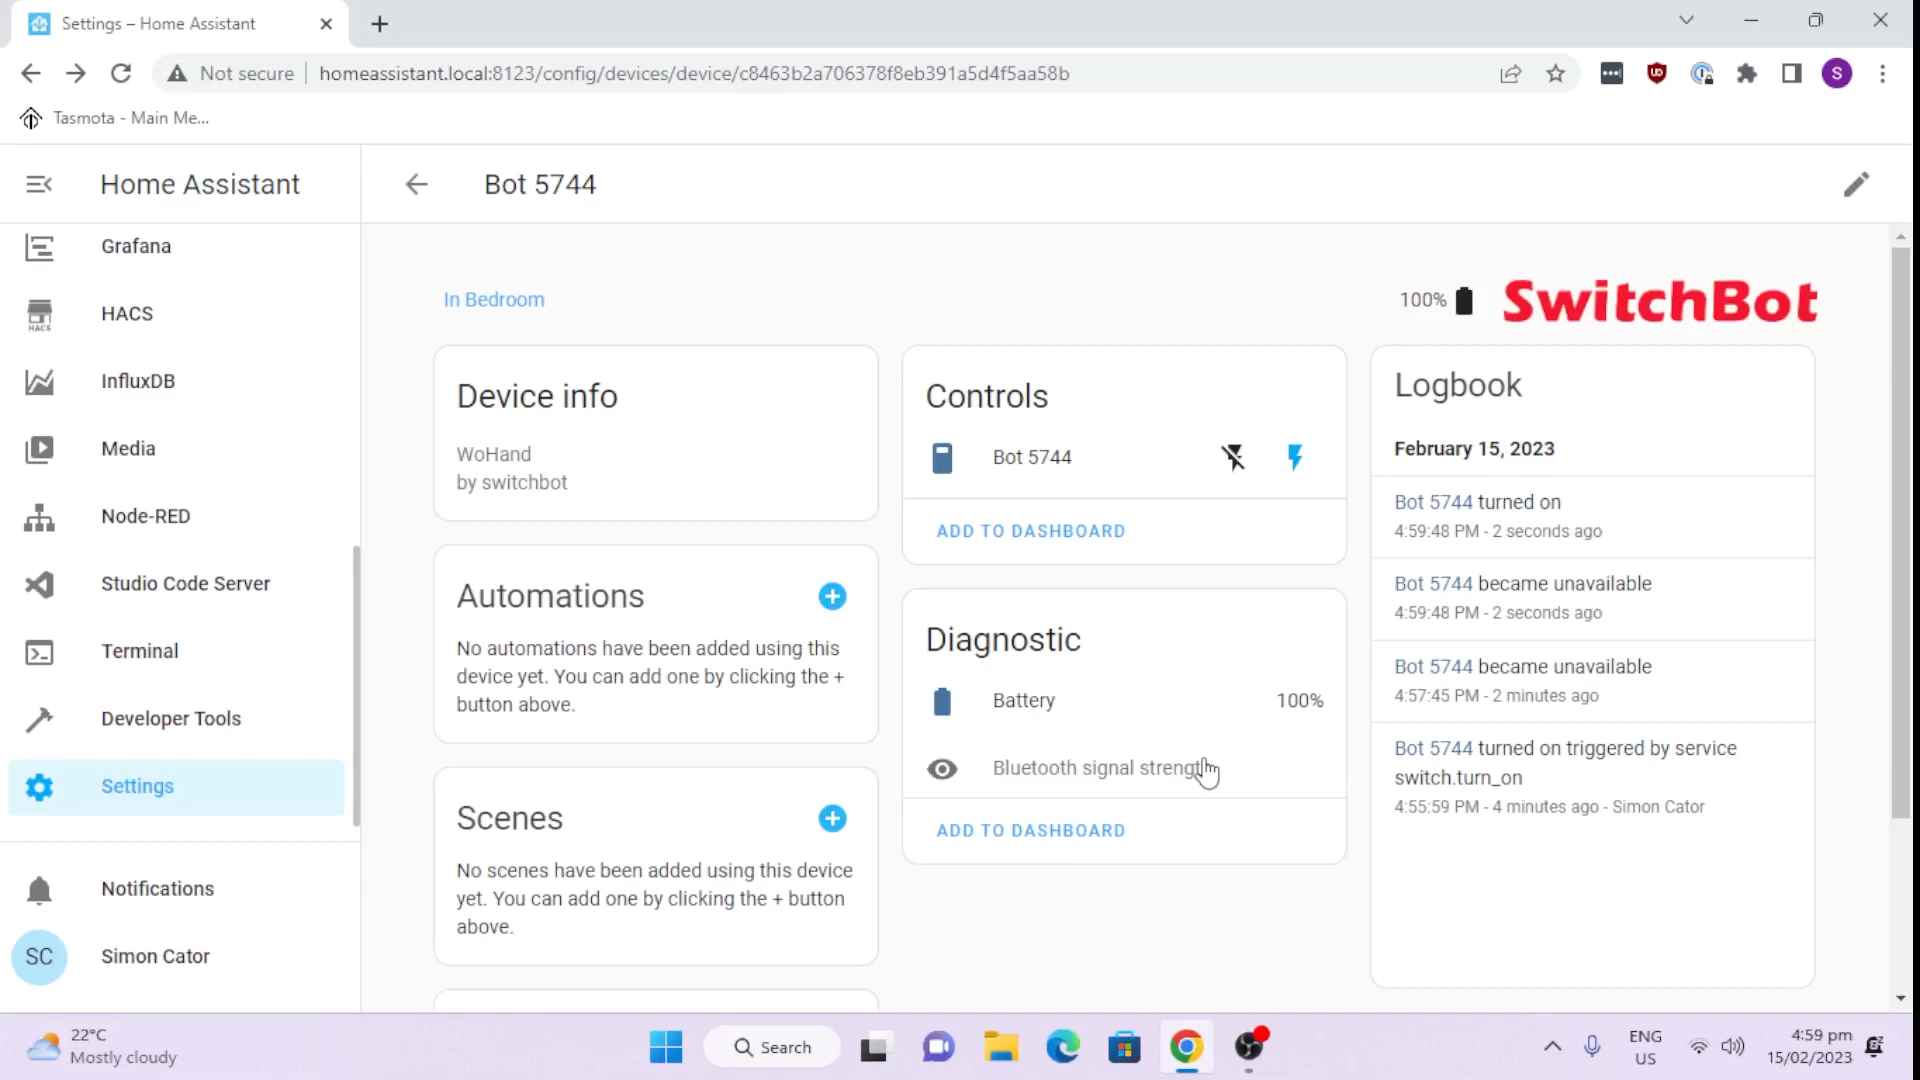 Settings – Home Assistant
Not secure
homeassistant.local:8123/config/devices/device/c8463b2a706378f8eb391a5d4f5aa58b
S
Tasmota - Main Me...
Home Assistant
Bot 5744
Grafana
HACS
HACS
InfluxDB
Media
Node-RED
Studio Code Server
Terminal
Developer Tools
Settings
Notifications
SC
Simon Cator
In Bedroom
100%
SwitchBot
Device info
WoHand
by switchbot
Automations
No automations have been added using this
device yet. You can add one by clicking the +
button above.
Scenes
No scenes have been added using this device
yet. You can add one by clicking the + button
above.
Controls
Bot 5744
ADD TO DASHBOARD
Diagnostic
Battery
100%
Bluetooth signal strength
ADD TO DASHBOARD
Logbook
February 15, 2023
Bot 5744 turned on
4:59:48 PM - 2 seconds ago
Bot 5744 became unavailable
4:59:48 PM - 2 seconds ago
Bot 5744 became unavailable
4:57:45 PM - 2 minutes ago
Bot 5744 turned on triggered by service
switch.turn_on
4:55:59 PM - 4 minutes ago - Simon Cator
22°C
Mostly cloudy
Search
ENG
US
4:59 pm
15/02/2023